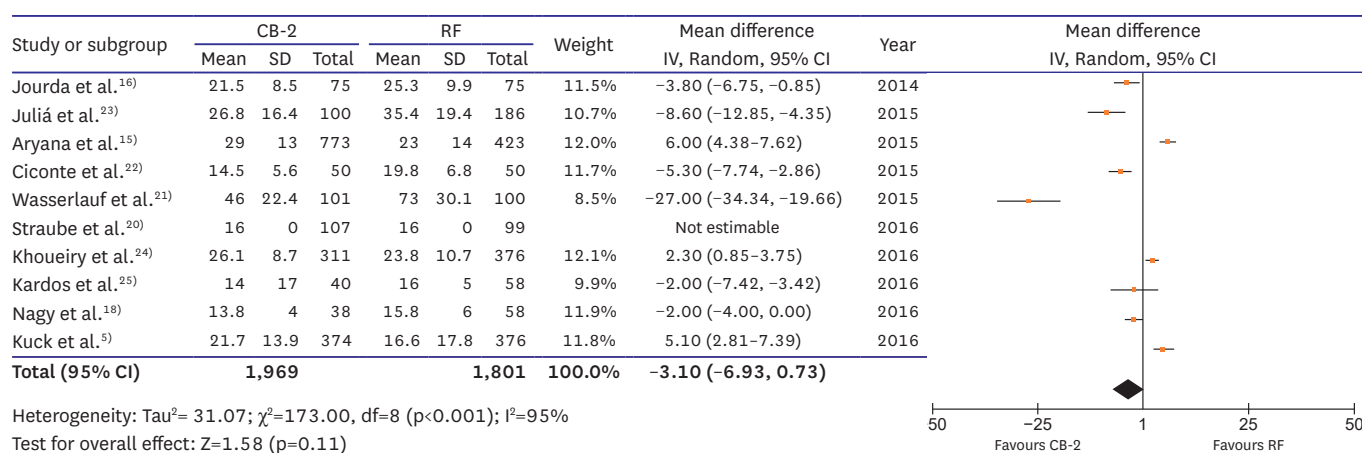 Study or subgroup CB-2 RF Weight Mean difference Year Mean difference
Mean SD Total Mean SD Total IV, Random, 95% CI IV, Random, 95% CI
Jourda et al.16) 21.5 8.5 75 25.3 9.9 75 11.5% −3.80 (−6.75, −0.85) 2014
Juliá et al.23) 26.8 16.4 100 35.4 19.4 186 10.7% −8.60 (−12.85, −4.35) 2015
Aryana et al.15) 29 13 773 23 14 423 12.0% 6.00 (4.38–7.62) 2015
Ciconte et al.22) 14.5 5.6 50 19.8 6.8 50 11.7% −5.30 (−7.74, −2.86) 2015
Wasserlauf et al.21) 46 22.4 101 73 30.1 100 8.5% −27.00 (−34.34, −19.66) 2015
Straube et al.20) 16 0 107 16 0 99 Not estimable 2016
Khoueiry et al.24) 26.1 8.7 311 23.8 10.7 376 12.1% 2.30 (0.85–3.75) 2016
Kardos et al.25) 14 17 40 16 5 58 9.9% −2.00 (−7.42, −3.42) 2016
Nagy et al.18) 13.8 4 38 15.8 6 58 11.9% −2.00 (−4.00, 0.00) 2016
Kuck et al.5) 21.7 13.9 374 16.6 17.8 376 11.8% 5.10 (2.81–7.39) 2016
Total (95% CI) 1,969 1,801 100.0% −3.10 (−6.93, 0.73)
Heterogeneity: Tau²= 31.07; χ²=173.00, df=8 (p<0.001); I²=95%
Test for overall effect: Z=1.58 (p=0.11)
50 −25 1 25 50
Favours CB-2 Favours RF